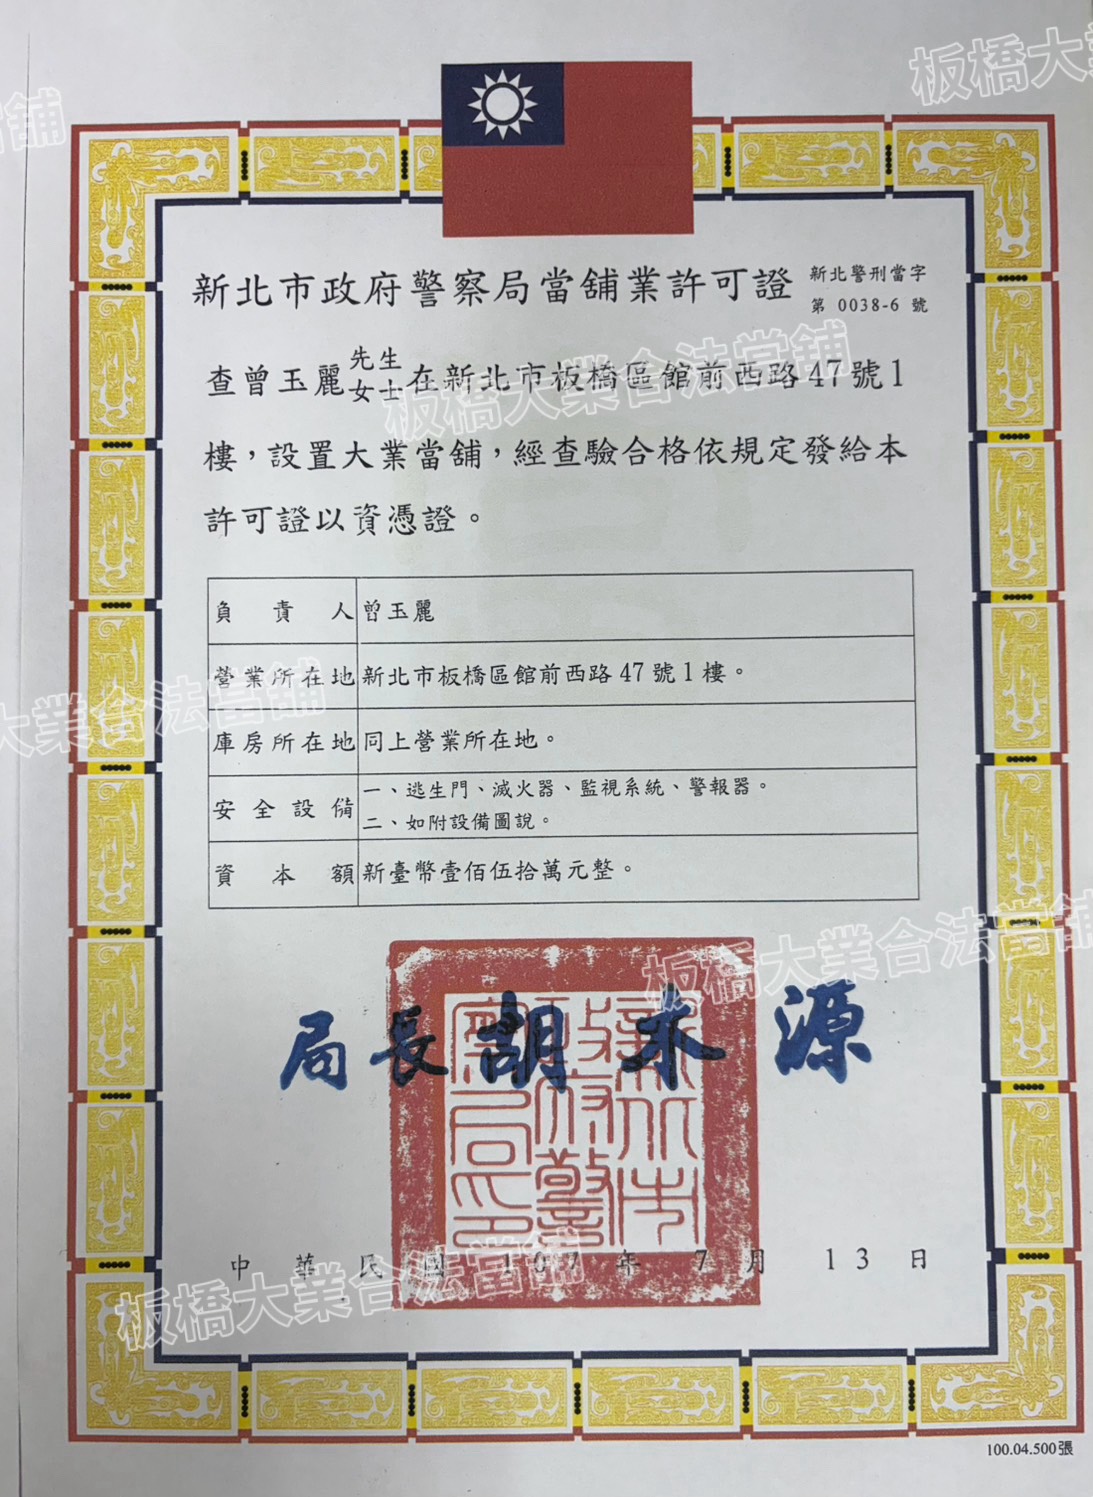 新北市政府警察局當舖業許可證 新北警刑當字
第 0038-6 號
查曾玉麗先生女士在新北市板橋區館前西路47號1
樓，設置大業當舖，經查驗合格依規定發給本
許可證以資憑證。
負責人 曾玉麗
營業所在地 新北市板橋區館前西路47號1樓。
庫房所在地 同上營業所在地。
安全設備 一、逃生門、滅火器、監視系統、警報器。
二、如附設備圖說。
資本額 新臺幣壹佰伍拾萬元整。
局長 胡木源
新北市政府警察局印
中華民國 107 年 7 月 13 日
100.04.500張
板橋大業
當舖
板橋大業合法當舖
大業合法當舖
板橋大業合法當舖
板橋大業合法當舖